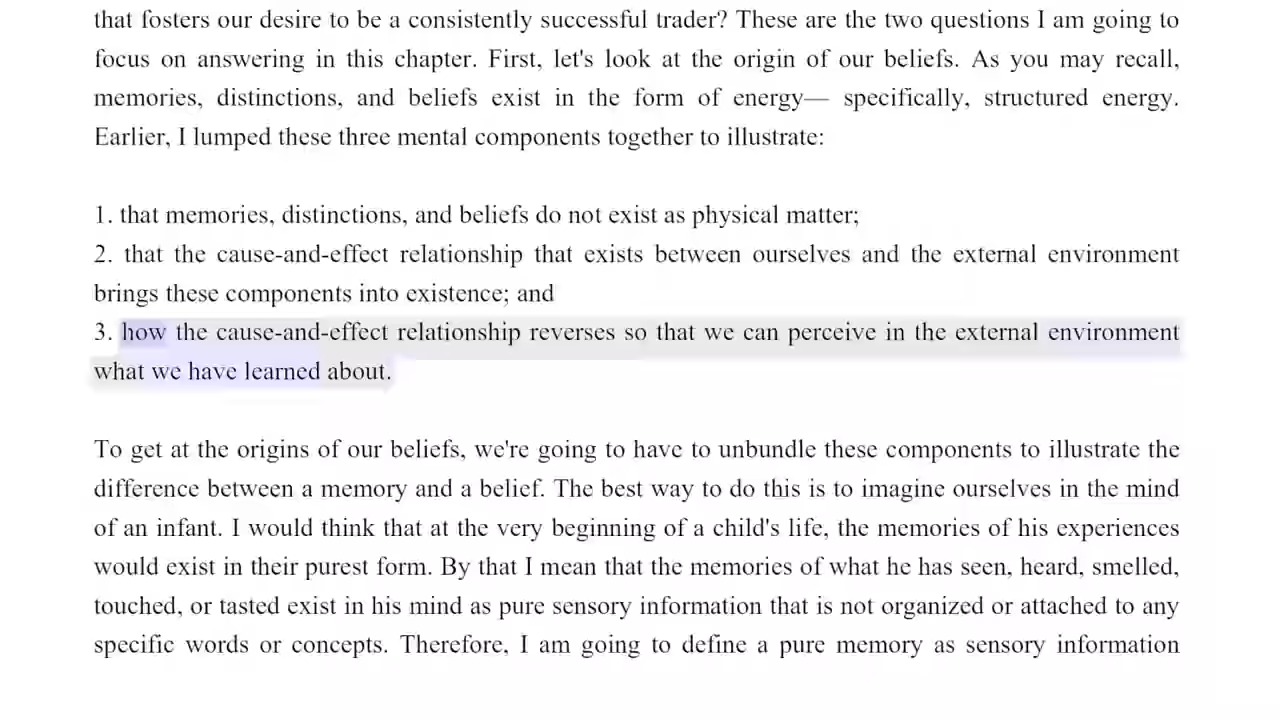 that fosters our desire to be a consistently successful trader? These are the two questions I am going to
focus on answering in this chapter. First, let's look at the origin of our beliefs. As you may recall,
memories, distinctions, and beliefs exist in the form of energy— specifically, structured energy.
Earlier, I lumped these three mental components together to illustrate:
1. that memories, distinctions, and beliefs do not exist as physical matter;
2. that the cause-and-effect relationship that exists between ourselves and the external environment
brings these components into existence; and
3. how the cause-and-effect relationship reverses so that we can perceive in the external environment
what we have learned about.
To get at the origins of our beliefs, we're going to have to unbundle these components to illustrate the
difference between a memory and a belief. The best way to do this is to imagine ourselves in the mind
of an infant. I would think that at the very beginning of a child's life, the memories of his experiences
would exist in their purest form. By that I mean that the memories of what he has seen, heard, smelled,
touched, or tasted exist in his mind as pure sensory information that is not organized or attached to any
specific words or concepts. Therefore, I am going to define a pure memory as sensory information